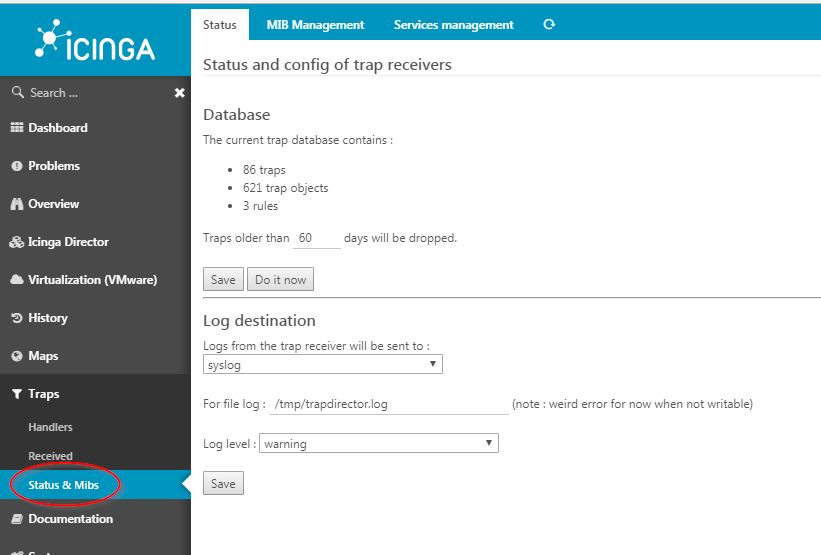 ICINGA
Search ...
Dashboard
Problems
Overview
Icinga Director
Virtualization (VMware)
History
Maps
Traps
Handlers
Received
Status & Mibs
Documentation
Status MIB Management Services management
Status and config of trap receivers
Database
The current trap database contains :
86 traps
621 trap objects
3 rules
Traps older than 60 days will be dropped.
Save Do it now
Log destination
Logs from the trap receiver will be sent to :
syslog
For file log : /tmp/trapdirector.log (note : weird error for now when not writable)
Log level : warning
Save